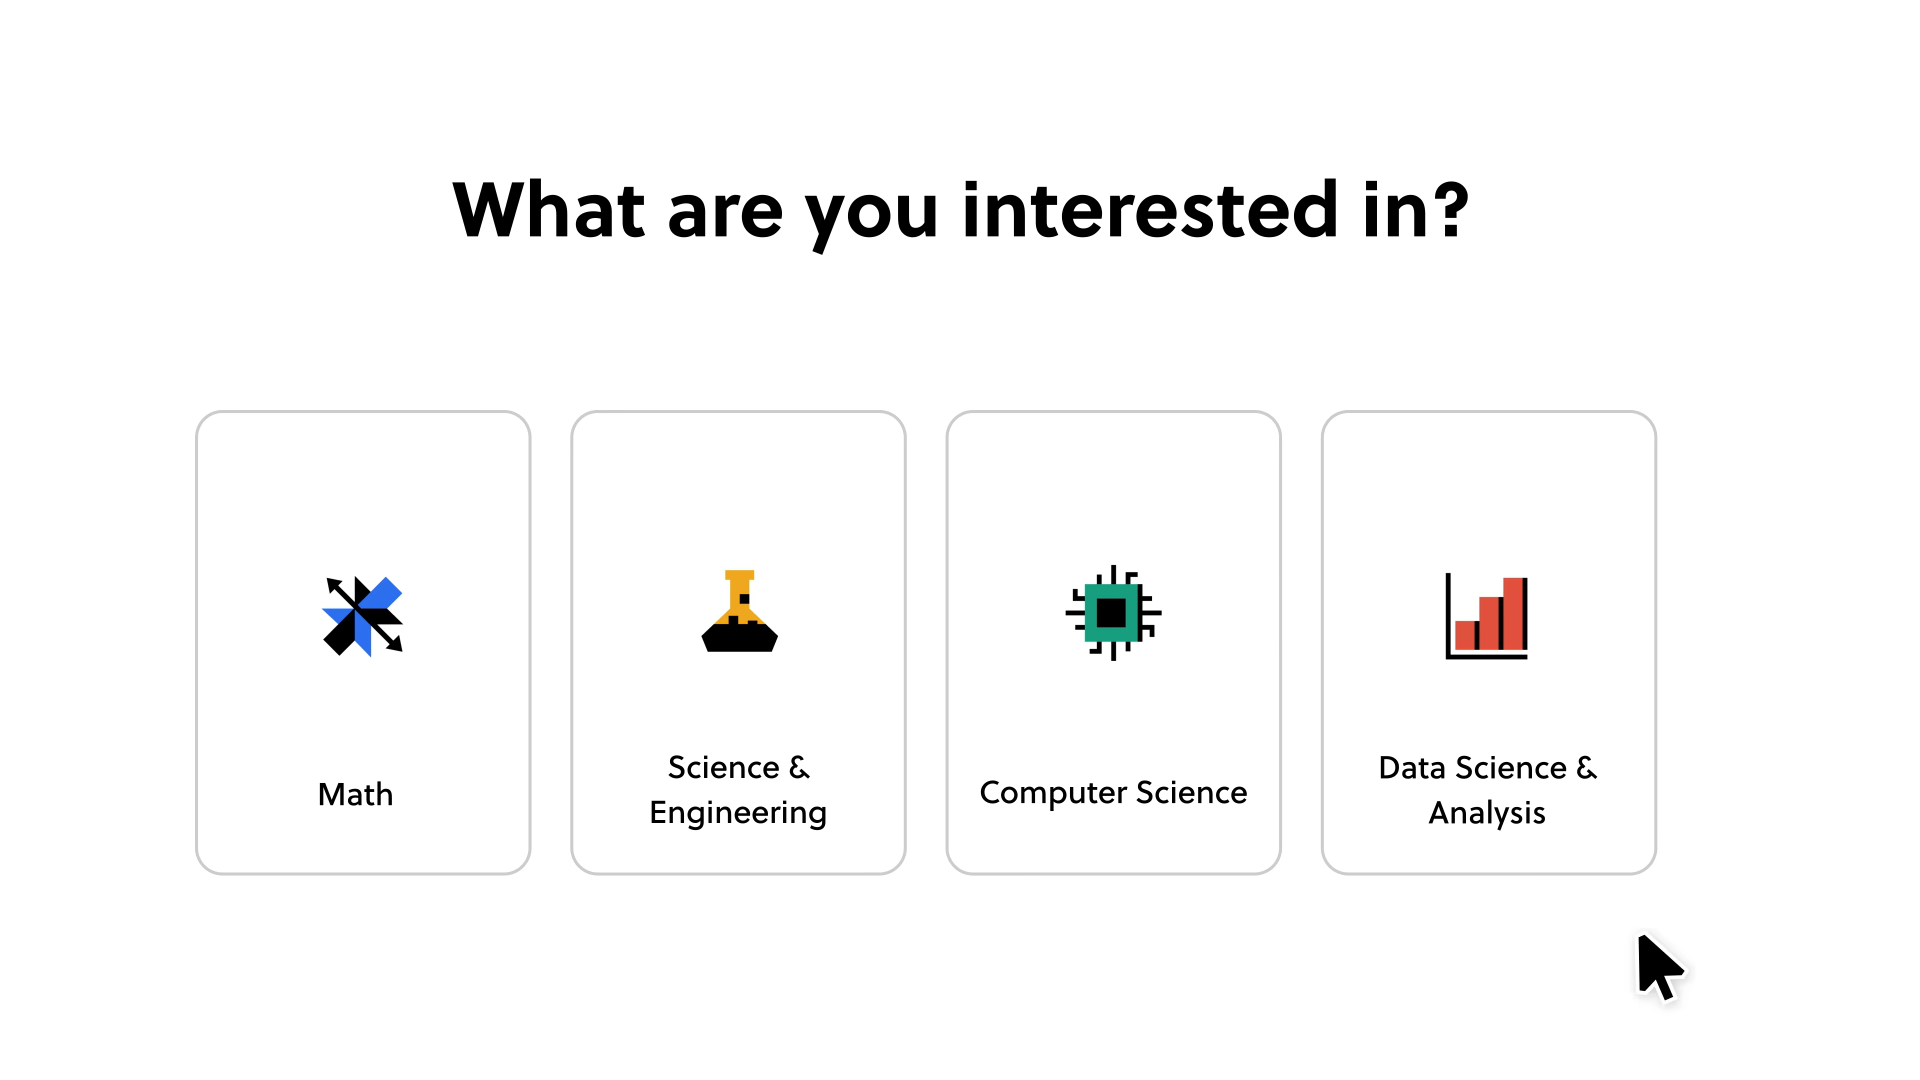 What are you interested in?
Math
Science &
Engineering
Computer Science
Data Science &
Analysis